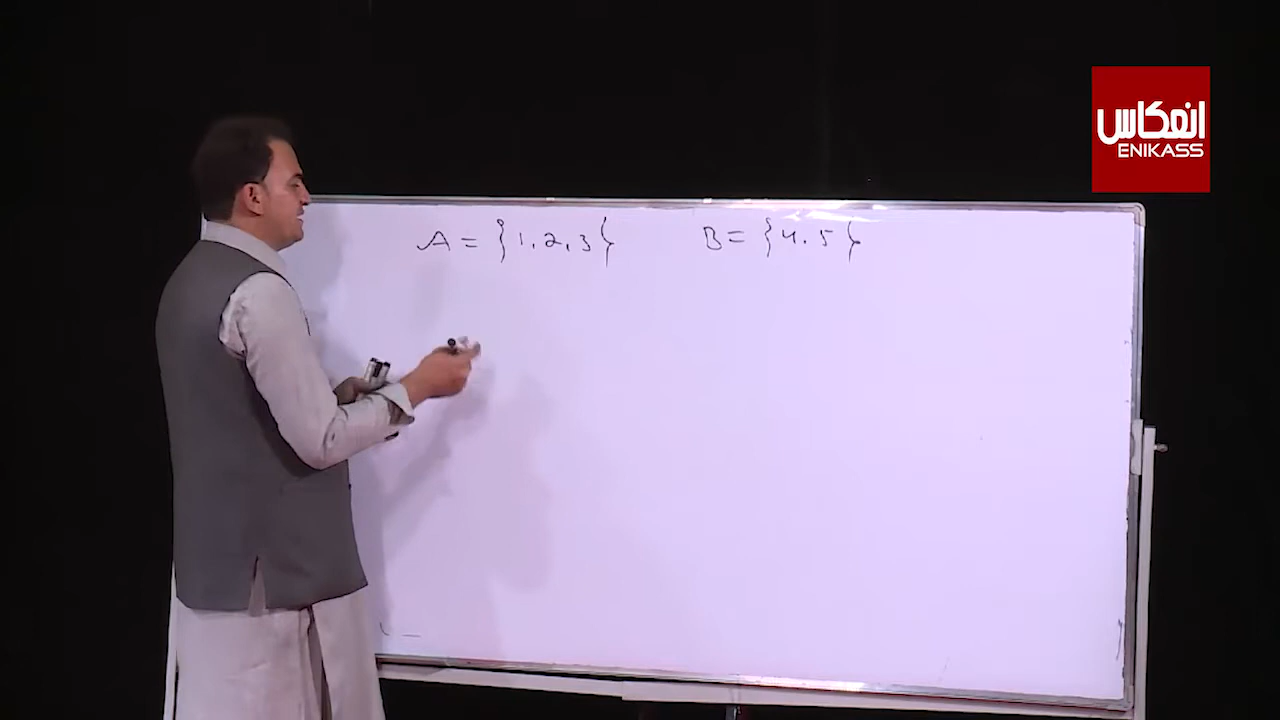 انعکاس
ENIKASS
A = {1, 2, 3} B = {4, 5}